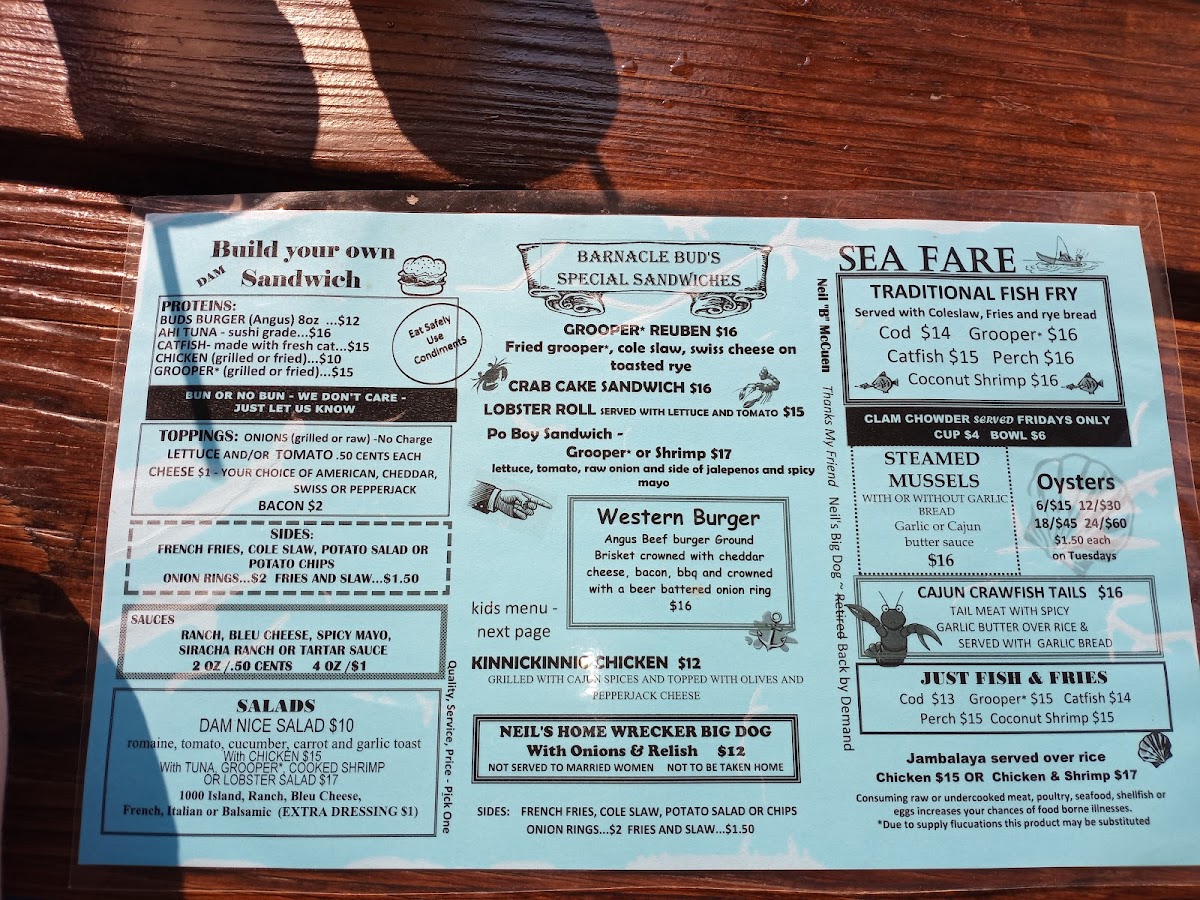 Build your own
DAM
Sandwich
PROTEINS:
BUDS BURGER (Angus) 8oz ...$12
AHI TUNA - sushi grade...$16
CATFISH- made with fresh cat...$15
CHICKEN (grilled or fried)...$10
GROOPER* (grilled or fried)...$15
Eat Safely
Use
Condiments
BUN OR NO BUN - WE DON'T CARE -
JUST LET US KNOW
TOPPINGS: ONIONS (grilled or raw) -No Charge
LETTUCE AND/OR TOMATO .50 CENTS EACH
CHEESE $1 - YOUR CHOICE OF AMERICAN, CHEDDAR,
SWISS OR PEPPERJACK
BACON $2
SIDES:
FRENCH FRIES, COLE SLAW, POTATO SALAD OR
POTATO CHIPS
ONION RINGS...$2 FRIES AND SLAW...$1.50
SAUCES
RANCH, BLEU CHEESE, SPICY MAYO,
SIRACHA RANCH OR TARTAR SAUCE
2 OZ /.50 CENTS 4 OZ /$1
SALADS
DAM NICE SALAD $10
romaine, tomato, cucumber, carrot and garlic toast
With CHICKEN $15
With TUNA, GROOPER*, COOKED SHRIMP
OR LOBSTER SALAD $17
1000 Island, Ranch, Bleu Cheese,
French, Italian or Balsamic (EXTRA DRESSING $1)
Quality, Service, Price - Pick One
BARNACLE BUD'S
SPECIAL SANDWICHES
GROOPER* REUBEN $16
Fried grooper*, cole slaw, swiss cheese on
toasted rye
CRAB CAKE SANDWICH $16
LOBSTER ROLL SERVED WITH LETTUCE AND TOMATO $15
Po Boy Sandwich -
Grooper* or Shrimp $17
lettuce, tomato, raw onion and side of jalepenos and spicy
mayo
Western Burger
Angus Beef burger Ground
Brisket crowned with cheddar
cheese, bacon, bbq and crowned
with a beer battered onion ring
$16
kids menu -
next page
KINNICKINNIC CHICKEN $12
GRILLED WITH CAJUN SPICES AND TOPPED WITH OLIVES AND
PEPPERJACK CHEESE
NEIL'S HOME WRECKER BIG DOG
With Onions & Relish $12
NOT SERVED TO MARRIED WOMEN NOT TO BE TAKEN HOME
SIDES: FRENCH FRIES, COLE SLAW, POTATO SALAD OR CHIPS
ONION RINGS...$2 FRIES AND SLAW...$1.50
Neil "B" McCuen Thanks My Friend Neil's Big Dog ~ Retired Back by Demand
SEA FARE
TRADITIONAL FISH FRY
Served with Coleslaw, Fries and rye bread
Cod $14 Grooper* $16
Catfish $15 Perch $16
Coconut Shrimp $16
CLAM CHOWDER SERVED FRIDAYS ONLY
CUP $4 BOWL $6
STEAMED
MUSSELS
WITH OR WITHOUT GARLIC
BREAD
Garlic or Cajun
butter sauce
$16
Oysters
6/$15 12/$30
18/$45 24/$60
$1.50 each
on Tuesdays
CAJUN CRAWFISH TAILS $16
TAIL MEAT WITH SPICY
GARLIC BUTTER OVER RICE &
SERVED WITH GARLIC BREAD
JUST FISH & FRIES
Cod $13 Grooper* $15 Catfish $14
Perch $15 Coconut Shrimp $15
Jambalaya served over rice
Chicken $15 OR Chicken & Shrimp $17
Consuming raw or undercooked meat, poultry, seafood, shellfish or
eggs increases your chances of food borne illnesses.
*Due to supply flucuations this product may be substituted